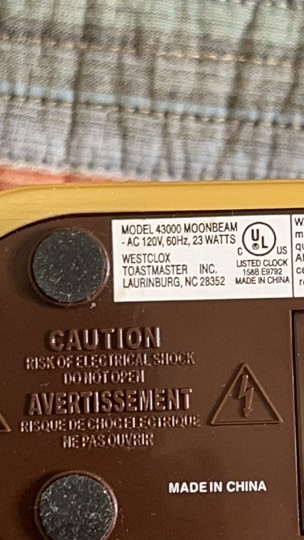 MODEL 43000 MOONBEAM
- AC 120V, 60Hz, 23 WATTS
WESTCLOX
TOASTMASTER INC.
LAURINBURG, NC 28352
UL
C US
LISTED CLOCK
158B E9792
MADE IN CHINA
CAUTION
RISK OF ELECTRICAL SHOCK
DO NOT OPEN
AVERTISSEMENT
RISQUE DE CHOC ELECTRIQUE
NE PAS OUVRIR
MADE IN CHINA